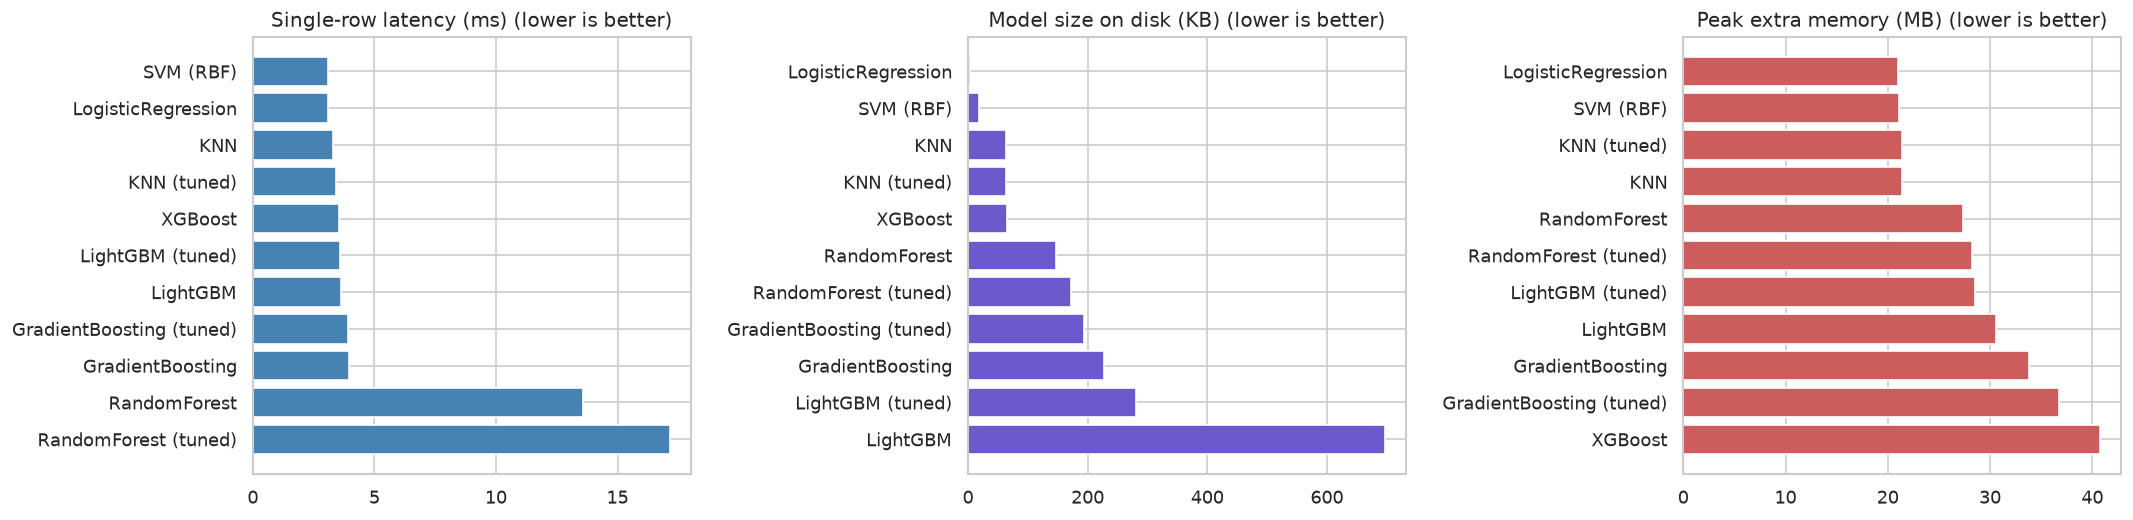 Single-row latency (ms) (lower is better)
SVM (RBF)
LogisticRegression
KNN
KNN (tuned)
XGBoost
LightGBM (tuned)
LightGBM
GradientBoosting (tuned)
GradientBoosting
RandomForest
RandomForest (tuned)
0 5 10 15
Model size on disk (KB) (lower is better)
LogisticRegression
SVM (RBF)
KNN
KNN (tuned)
XGBoost
RandomForest
RandomForest (tuned)
GradientBoosting (tuned)
GradientBoosting
LightGBM (tuned)
LightGBM
0 200 400 600
Peak extra memory (MB) (lower is better)
LogisticRegression
SVM (RBF)
KNN (tuned)
KNN
RandomForest
RandomForest (tuned)
LightGBM (tuned)
LightGBM
GradientBoosting
GradientBoosting (tuned)
XGBoost
0 10 20 30 40